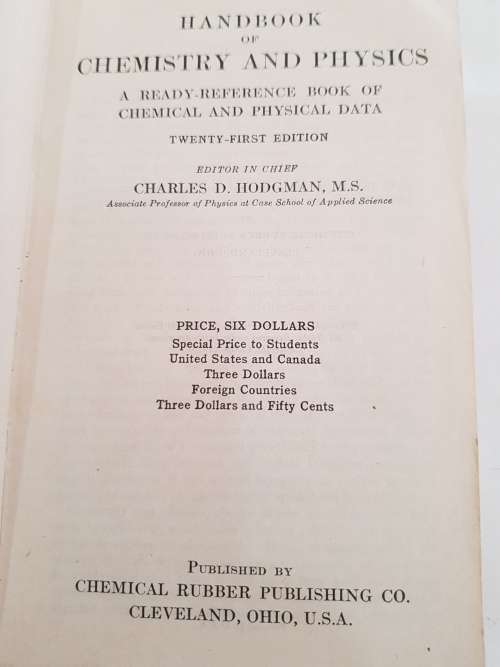 HANDBOOK
OF
CHEMISTRY AND PHYSICS
A READY-REFERENCE BOOK OF
CHEMICAL AND PHYSICAL DATA
TWENTY-FIRST EDITION
EDITOR IN CHIEF
CHARLES D. HODGMAN, M.S.
Associate Professor of Physics at Case School of Applied Science
PRICE, SIX DOLLARS
Special Price to Students
United States and Canada
Three Dollars
Foreign Countries
Three Dollars and Fifty Cents
PUBLISHED BY
CHEMICAL RUBBER PUBLISHING CO.
CLEVELAND, OHIO, U.S.A.